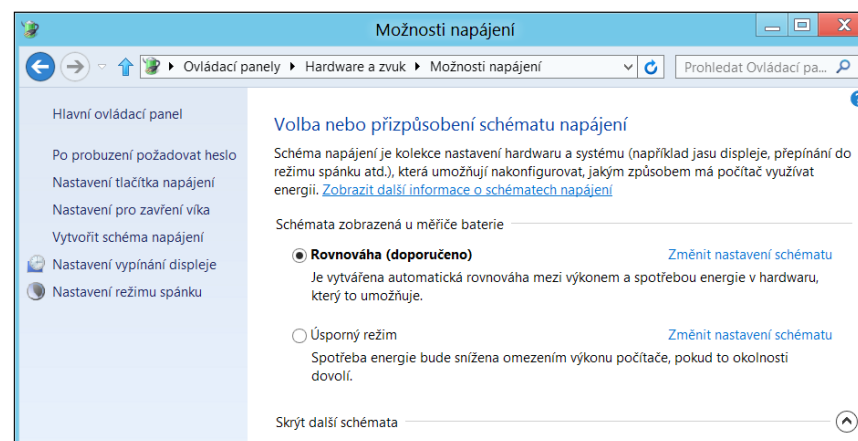 Možnosti napájení
Ovládací panely ▸ Hardware a zvuk ▸ Možnosti napájení
Prohledat Ovládací pa...
Hlavní ovládací panel
Po probuzení požadovat heslo
Nastavení tlačítka napájení
Nastavení pro zavření víka
Vytvořit schéma napájení
Nastavení vypínání displeje
Nastavení režimu spánku
Volba nebo přizpůsobení schématu napájení
Schéma napájení je kolekce nastavení hardwaru a systému (například jasu displeje, přepínání do
režimu spánku atd.), která umožňují nakonfigurovat, jakým způsobem má počítač využívat
energii. Zobrazit další informace o schématech napájení
Schémata zobrazená u měřiče baterie
Rovnováha (doporučeno) Změnit nastavení schématu
Je vytvářena automatická rovnováha mezi výkonem a spotřebou energie v hardwaru,
který to umožňuje.
Úsporný režim Změnit nastavení schématu
Spotřeba energie bude snížena omezením výkonu počítače, pokud to okolnosti
dovolí.
Skrýt další schémata